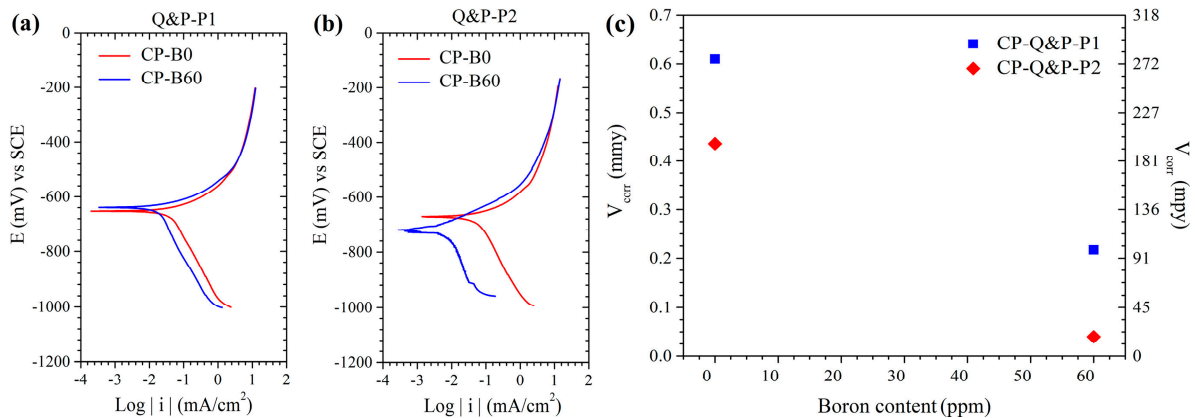 (a)
Q&P-P1
CP-B0
CP-B60
0
-200
-400
-600
-800
-1000
-1200
-4 -3 -2 -1 0 1 2
E (mV) vs SCE
Log | i | (mA/cm²)
(b)
Q&P-P2
CP-B0
CP-B60
0
-200
-400
-600
-800
-1000
-1200
-4 -3 -2 -1 0 1 2
E (mV) vs SCE
Log | i | (mA/cm²)
(c)
CP-Q&P-P1
CP-Q&P-P2
0.7
0.6
0.5
0.4
0.3
0.2
0.1
0.0
V_corr (mmy)
318
272
227
181
136
91
45
0
V_corr (mpy)
0 10 20 30 40 50 60
Boron content (ppm)